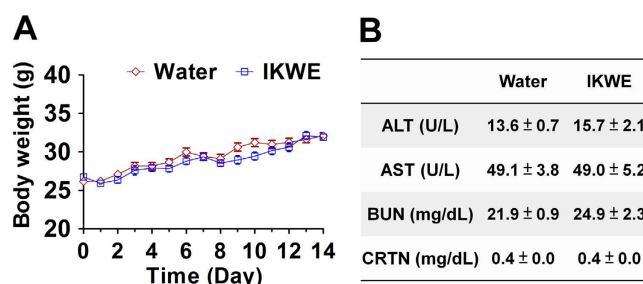 A
Body weight (g)
40
35
30
25
20
Water
IKWE
0 2 4 6 8 10 12 14
Time (Day)
B
Water IKWE
ALT (U/L) 13.6 ± 0.7 15.7 ± 2.1
AST (U/L) 49.1 ± 3.8 49.0 ± 5.2
BUN (mg/dL) 21.9 ± 0.9 24.9 ± 2.3
CRTN (mg/dL) 0.4 ± 0.0 0.4 ± 0.0